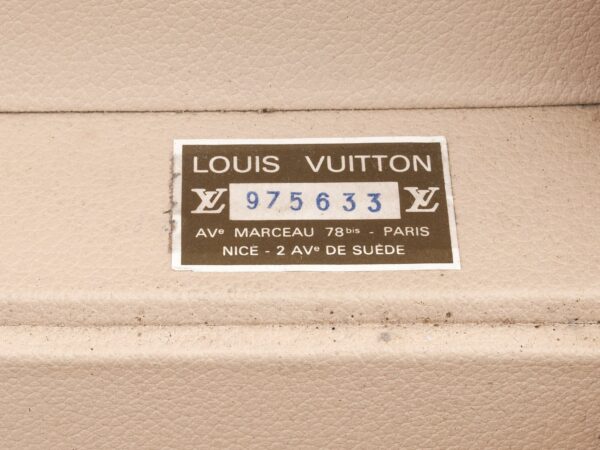 LOUIS VUITTON
LV 975633 LV
AVᵉ MARCEAU 78ᵇⁱˢ - PARIS
NICE - 2 AVᵉ DE SUÈDE